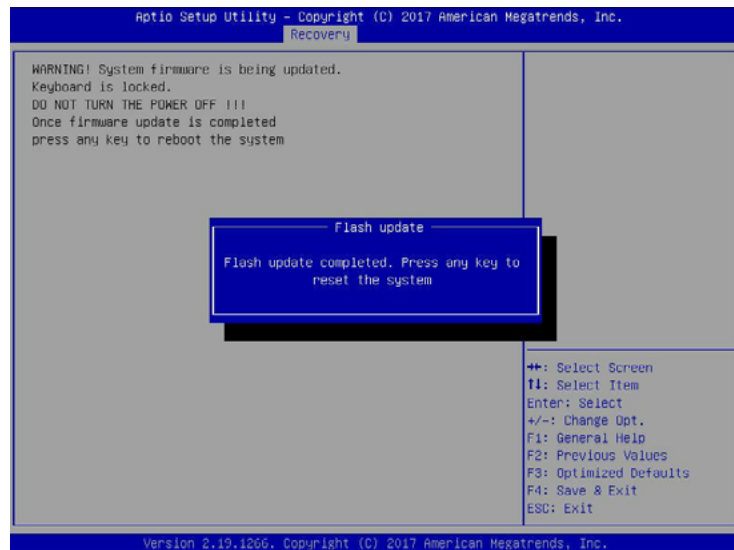 Aptio Setup Utility – Copyright (C) 2017 American Megatrends, Inc.
Recovery
WARNING! System firmware is being updated.
Keyboard is locked.
DO NOT TURN THE POWER OFF !!!
Once firmware update is completed
press any key to reboot the system
Flash update
Flash update completed. Press any key to
reset the system
→←: Select Screen
↑↓: Select Item
Enter: Select
+/-: Change Opt.
F1: General Help
F2: Previous Values
F3: Optimized Defaults
F4: Save & Exit
ESC: Exit
Version 2.19.1266. Copyright (C) 2017 American Megatrends, Inc.